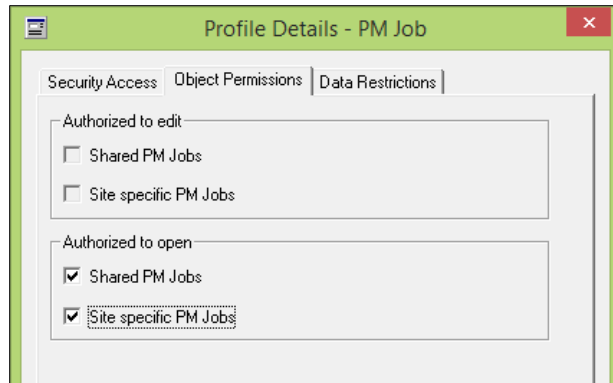 Profile Details - PM Job
Security Access Object Permissions Data Restrictions
Authorized to edit
Shared PM Jobs
Site specific PM Jobs
Authorized to open
Shared PM Jobs
Site specific PM Jobs